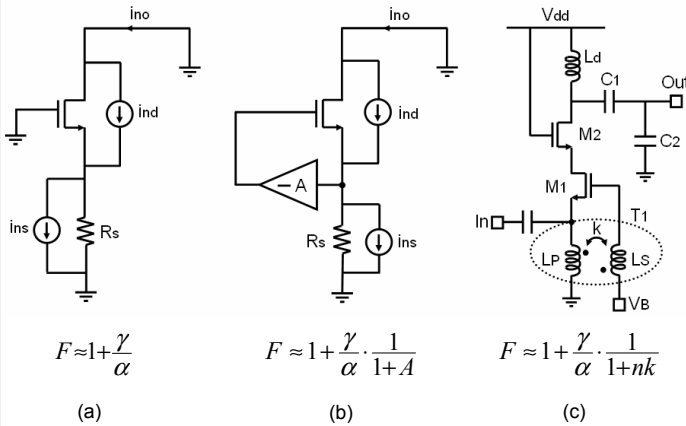 ino
ind
ins
Rs
F≈1+γ/α
(a)
ino
ind
− A
Rs
ins
F ≈ 1+ γ/α · 1/(1+A)
(b)
Vdd
Ld
C1
Out
M2
C2
M1
In
T1
k
LP
LS
VB
F ≈ 1+ γ/α · 1/(1+nk)
(c)